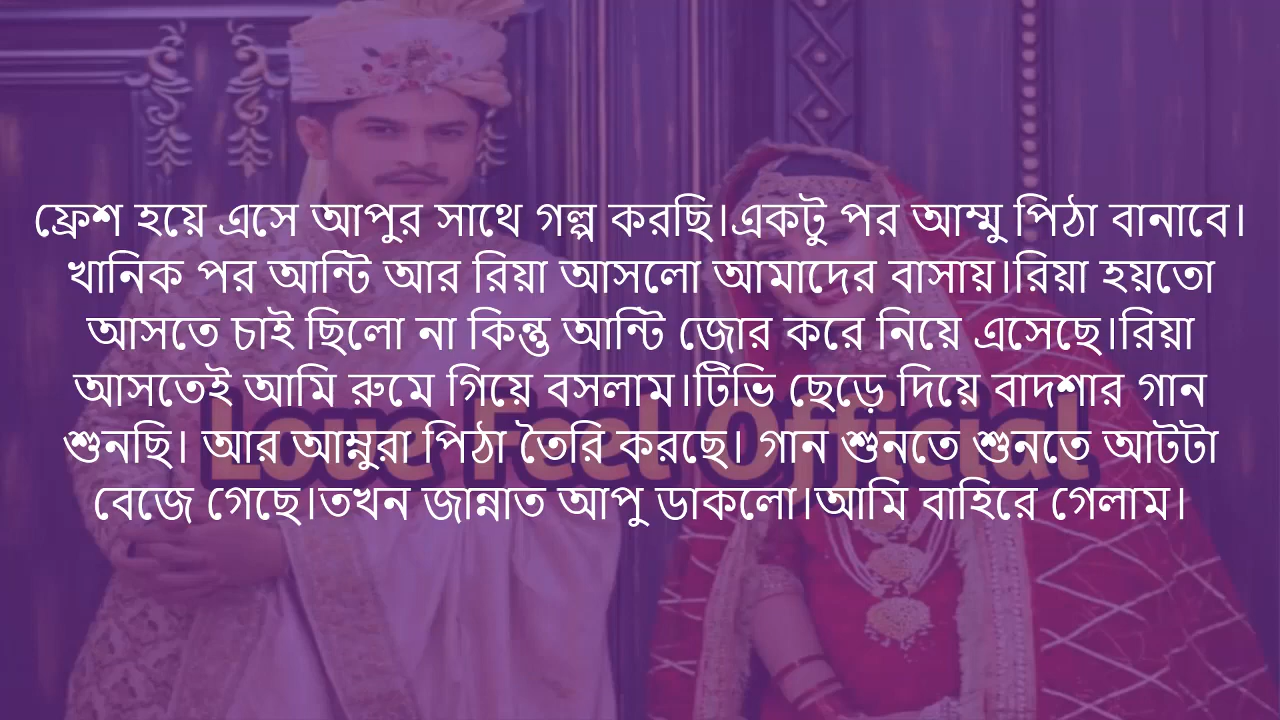 ফ্রেশ হয়ে এসে আপুর সাথে গল্প করছি।একটু পর আম্মু পিঠা বানাবে।
খানিক পর আন্টি আর রিয়া আসলো আমাদের বাসায়।রিয়া হয়তো
আসতে চাই ছিলো না কিন্তু আন্টি জোর করে নিয়ে এসেছে।রিয়া
আসতেই আমি রুমে গিয়ে বসলাম।টিভি ছেড়ে দিয়ে বাদশার গান
শুনছি। আর আম্নুরা পিঠা তৈরি করছে। গান শুনতে শুনতে আটটা
বেজে গেছে।তখন জান্নাত আপু ডাকলো।আমি বাহিরে গেলাম।
Love Feel Official